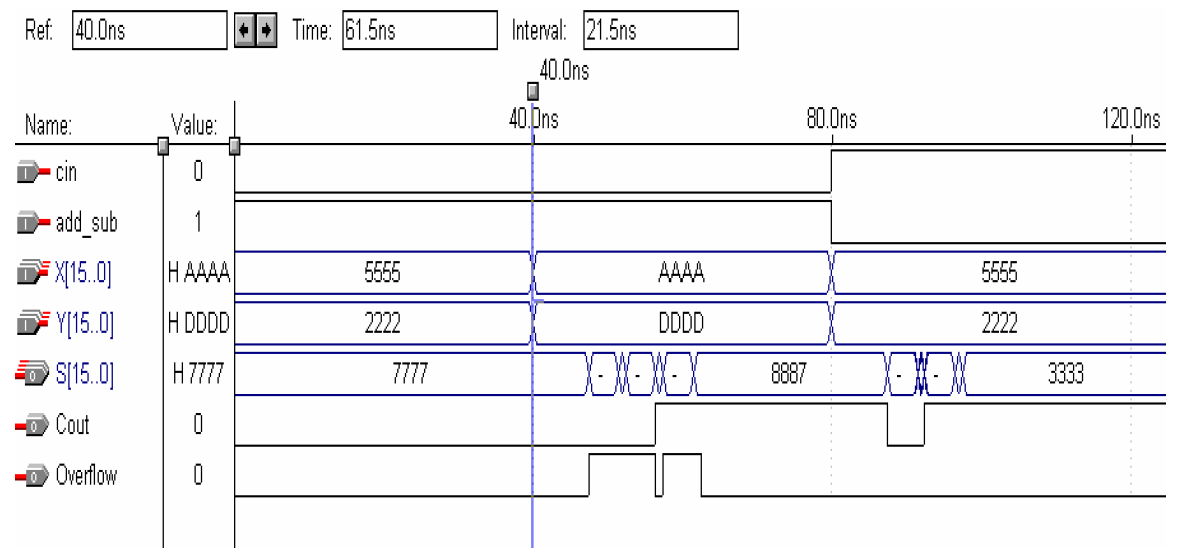 Ref: 40.0ns Time: 61.5ns Interval: 21.5ns
40.0ns
Name: Value: 40.0ns 80.0ns 120.0ns
cin 0
add_sub 1
X[15..0] H AAAA 5555 AAAA 5555
Y[15..0] H DDDD 2222 DDDD 2222
S[15..0] H 7777 7777 - - - 8887 - - 3333
Cout 0
Overflow 0